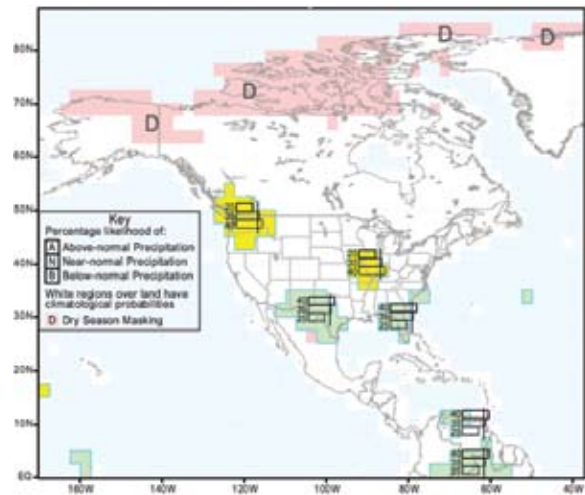 D
D
D
D
80N
70N
60N
50N
40N
30N
20N
10N
EQ
160W
140W
120W
100W
80W
60W
40W
Key
Percentage likelihood of:
A Above-normal Precipitation
N Near-normal Precipitation
B Below-normal Precipitation
White regions over land have
climatological probabilities
D Dry Season Masking